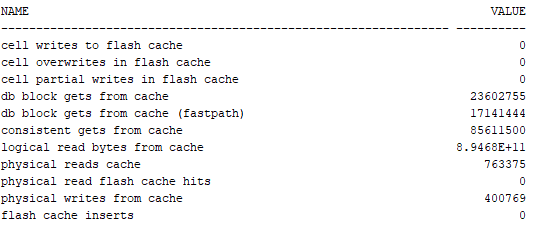 NAME VALUE
---------------------------------------------------------------- ----------
cell writes to flash cache 0
cell overwrites in flash cache 0
cell partial writes in flash cache 0
db block gets from cache 23602755
db block gets from cache (fastpath) 17141444
consistent gets from cache 85611500
logical read bytes from cache 8.9468E+11
physical reads cache 763375
physical read flash cache hits 0
physical writes from cache 400769
flash cache inserts 0